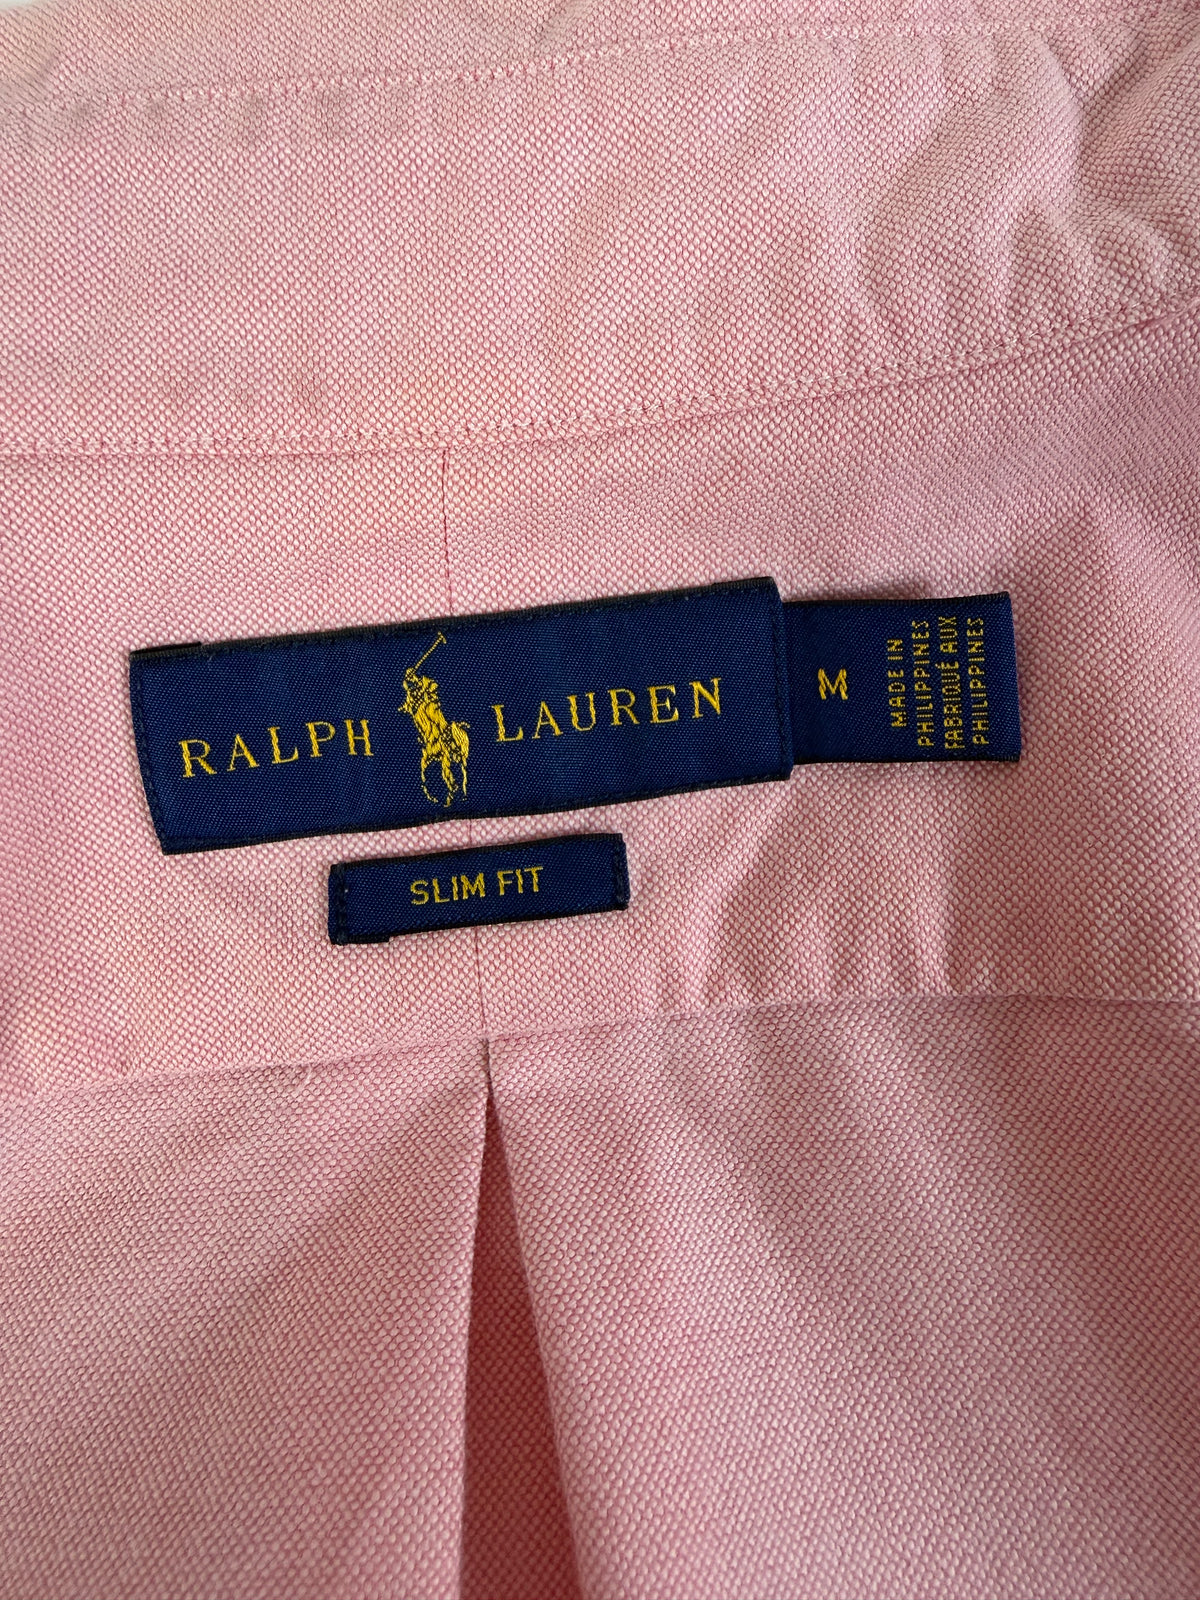 RALPH LAUREN
M
MADE IN
PHILIPPINES
FABRIQUÉ AUX
PHILIPPINES
SLIM FIT